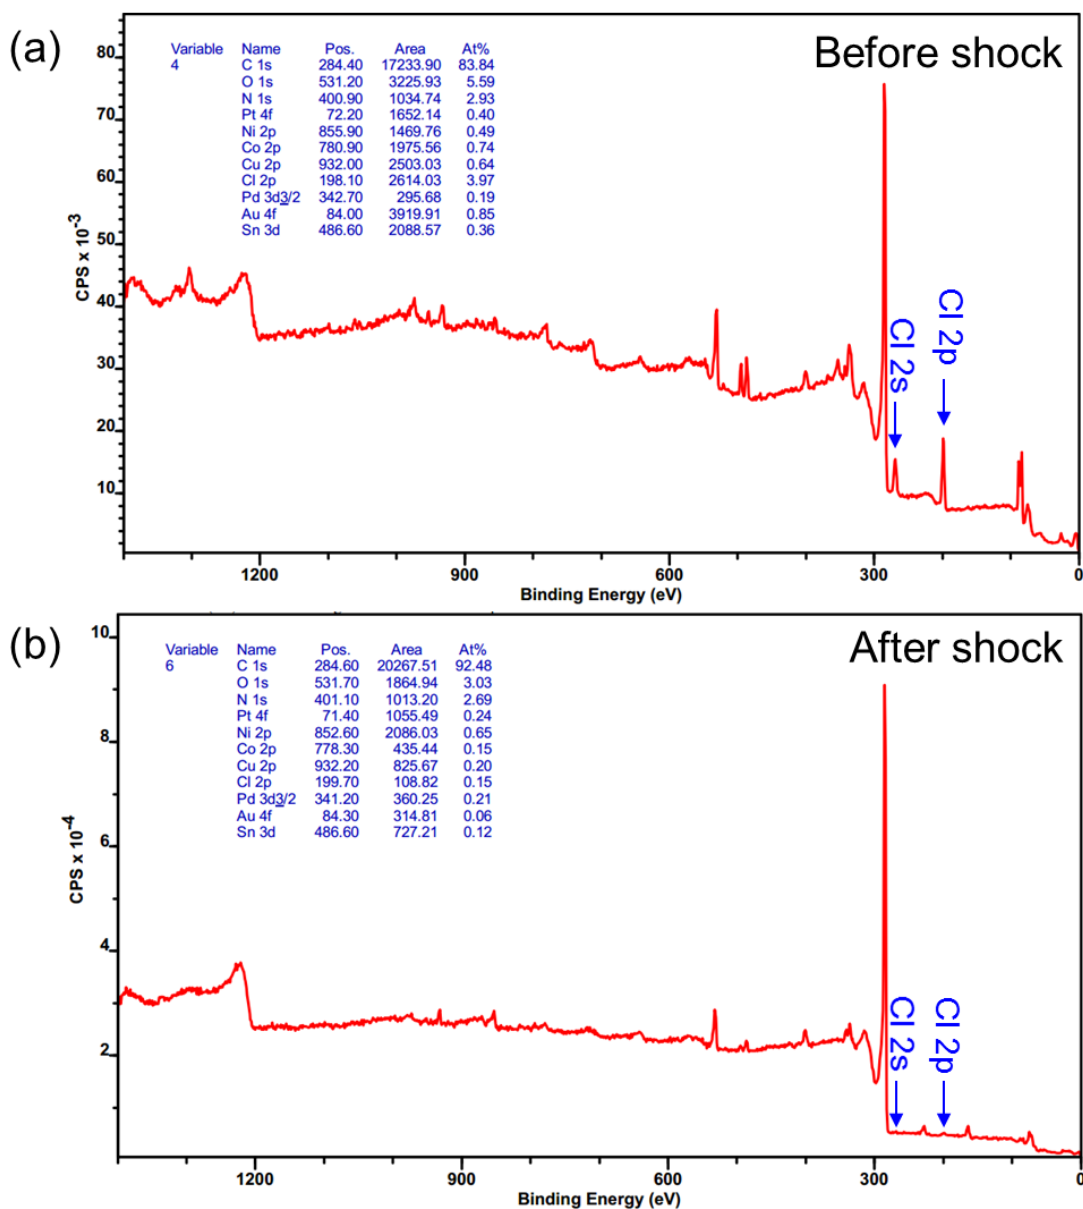 (a)
Before shock
Variable Name Pos. Area At%
4 C 1s 284.40 17233.90 83.84
O 1s 531.20 3225.93 5.59
N 1s 400.90 1034.74 2.93
Pt 4f 72.20 1652.14 0.40
Ni 2p 855.90 1469.76 0.49
Co 2p 780.90 1975.56 0.74
Cu 2p 932.00 2503.03 0.64
Cl 2p 198.10 2614.03 3.97
Pd 3d3/2 342.70 295.68 0.19
Au 4f 84.00 3919.91 0.85
Sn 3d 486.60 2088.57 0.36
CPS x 10-3
80
70
60
50
40
30
20
10
Cl 2s
Cl 2p
1200 900 600 300 0
Binding Energy (eV)
(b)
After shock
Variable Name Pos. Area At%
6 C 1s 284.60 20267.51 92.48
O 1s 531.70 1864.94 3.03
N 1s 401.10 1013.20 2.69
Pt 4f 71.40 1055.49 0.24
Ni 2p 852.60 2086.03 0.65
Co 2p 778.30 435.44 0.15
Cu 2p 932.20 825.67 0.20
Cl 2p 199.70 108.82 0.15
Pd 3d3/2 341.20 360.25 0.21
Au 4f 84.30 314.81 0.06
Sn 3d 486.60 727.21 0.12
CPS x 10-4
10
8
6
4
2
Cl 2s
Cl 2p
1200 900 600 300 0
Binding Energy (eV)